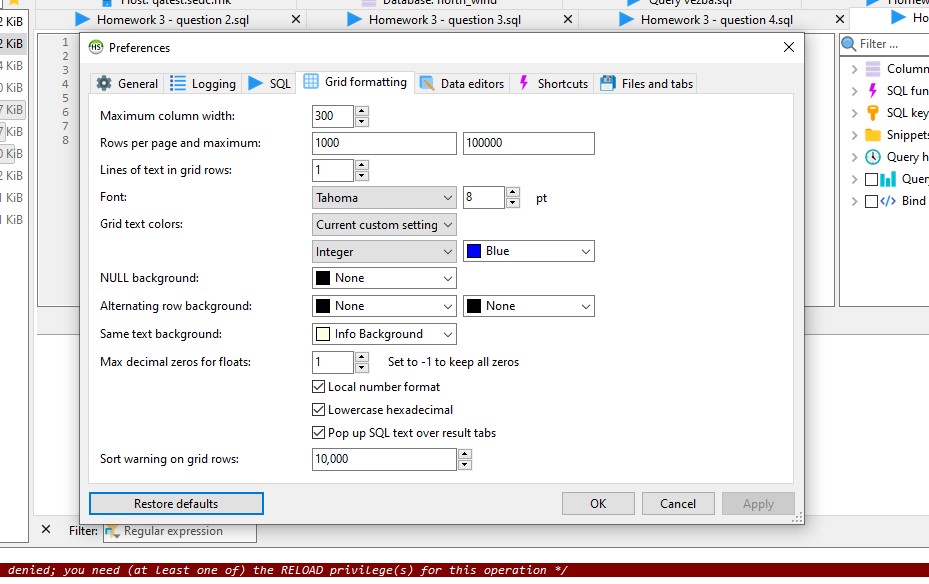 Host: qatest.sedc.mk
Database: north_wind
Query vezba.sql
Homework 3 - question 2.sql
Homework 3 - question 3.sql
Homework 3 - question 4.sql
Preferences
General
Logging
SQL
Grid formatting
Data editors
Shortcuts
Files and tabs
Maximum column width:
300
Rows per page and maximum:
1000
100000
Lines of text in grid rows:
1
Font:
Tahoma
8
pt
Grid text colors:
Current custom setting
Integer
Blue
NULL background:
None
Alternating row background:
None
None
Same text background:
Info Background
Max decimal zeros for floats:
1
Set to -1 to keep all zeros
Local number format
Lowercase hexadecimal
Pop up SQL text over result tabs
Sort warning on grid rows:
10,000
Restore defaults
OK
Cancel
Apply
1
2
3
4
5
6
7
8
2 KiB
2 KiB
4 KiB
0 KiB
7 KiB
7 KiB
0 KiB
2 KiB
1 KiB
1 KiB
Filter ...
Column
SQL fun
SQL key
Snippets
Query h
Quer
Bind
Filter:
Regular expression
denied; you need (at least one of) the RELOAD privilege(s) for this operation */